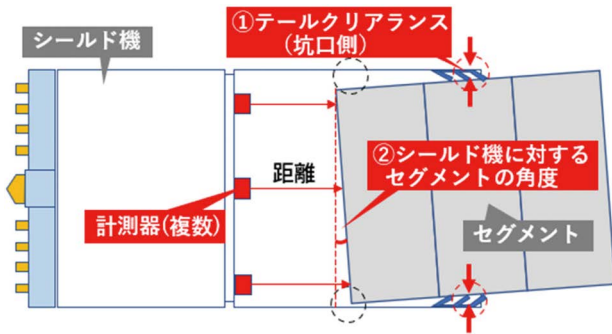 ①テールクリアランス
(坑口側)
シールド機
距離
②シールド機に対する
セグメントの角度
計測器(複数)
セグメント